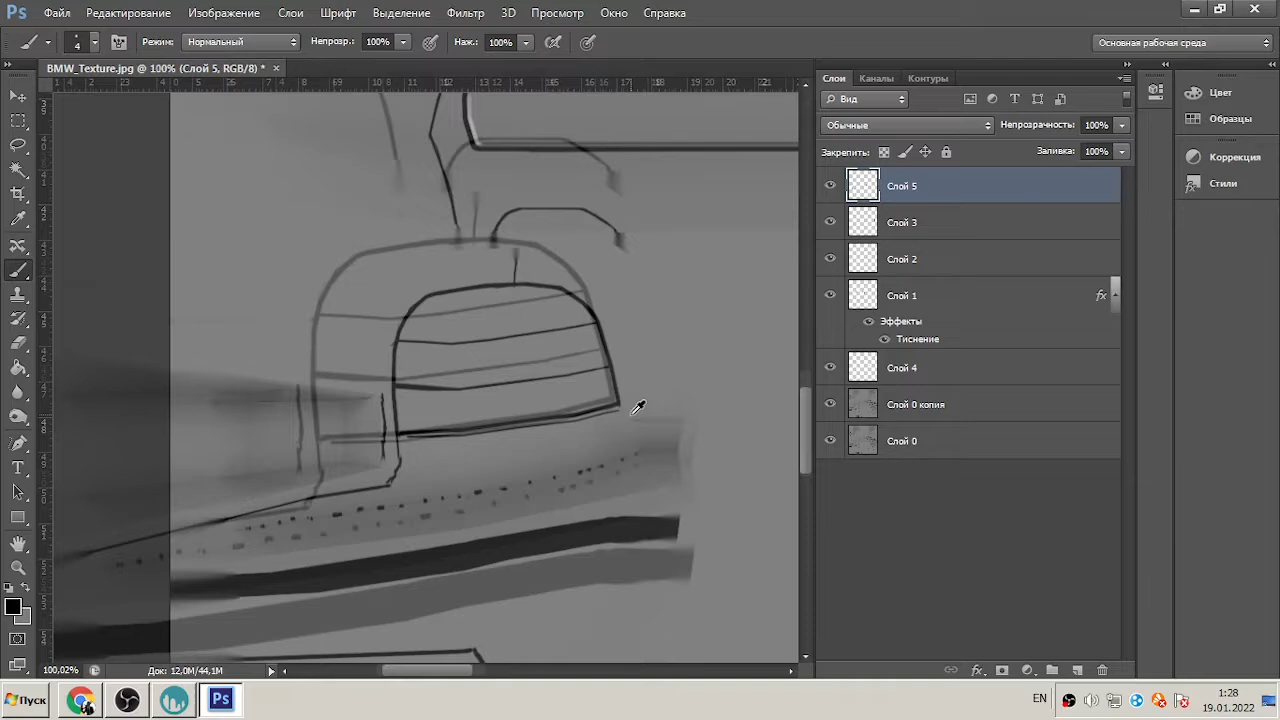 Ps Файл Редактирование Изображение Слои Шрифт Выделение Фильтр 3D Просмотр Окно Справка
4 Режим: Нормальный Непрозр.: 100% Наж.: 100% Основная рабочая среда
BMW_Texture.jpg @ 100% (Слой 5, RGB/8) *
Слои Каналы Контуры
Вид
Обычные Непрозрачность: 100%
Закрепить: Заливка: 100%
Слой 5
Слой 3
Слой 2
Слой 1 fx
Эффекты
Тиснение
Слой 4
Слой 0 копия
Слой 0
Цвет
Образцы
Коррекция
Стили
100,02% Док: 12,0M/44,1M
Пуск Ps EN 1:28
19.01.2022